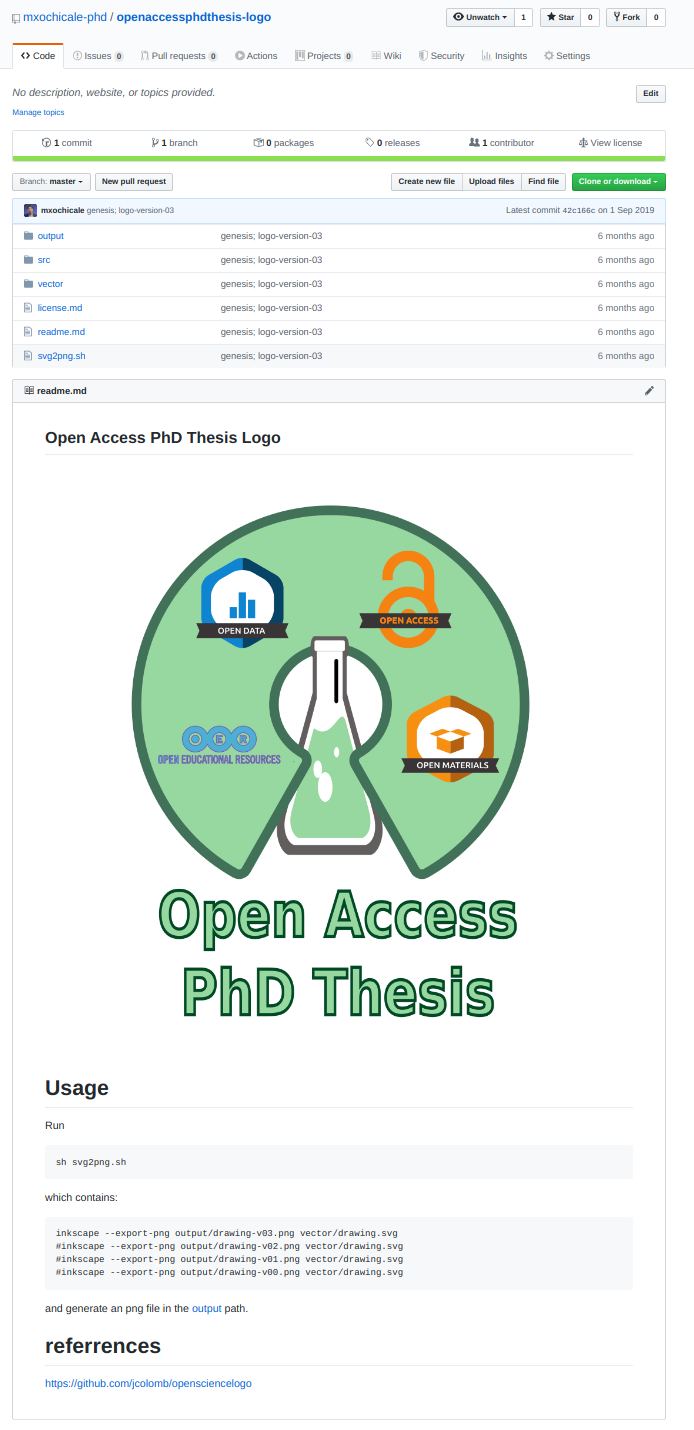 mxochicale-phd / openaccessphdthesis-logo
Unwatch 1 Star 0 Fork 0
Code Issues 0 Pull requests 0 Actions Projects 0 Wiki Security Insights Settings
No description, website, or topics provided. Edit
Manage topics
1 commit 1 branch 0 packages 0 releases 1 contributor View license
Branch: master New pull request Create new file Upload files Find file Clone or download
mxochicale genesis; logo-version-03 Latest commit 42c166c on 1 Sep 2019
output genesis; logo-version-03 6 months ago
src genesis; logo-version-03 6 months ago
vector genesis; logo-version-03 6 months ago
license.md genesis; logo-version-03 6 months ago
readme.md genesis; logo-version-03 6 months ago
svg2png.sh genesis; logo-version-03 6 months ago
readme.md
Open Access PhD Thesis Logo
OPEN DATA
OPEN ACCESS
OER
OPEN EDUCATIONAL RESOURCES
OPEN MATERIALS
Open Access
PhD Thesis
Usage
Run
sh svg2png.sh
which contains:
inkscape --export-png output/drawing-v03.png vector/drawing.svg
#inkscape --export-png output/drawing-v02.png vector/drawing.svg
#inkscape --export-png output/drawing-v01.png vector/drawing.svg
#inkscape --export-png output/drawing-v00.png vector/drawing.svg
and generate an png file in the output path.
referrences
https://github.com/jcolomb/opensciencelogo